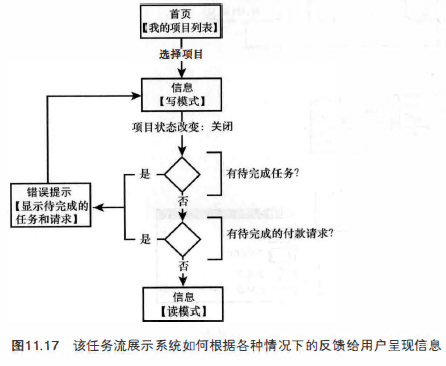 首页
【我的项目列表】
选择项目
信息
【写模式】
项目状态改变：关闭
是
有待完成任务?
错误提示
【显示待完成的
任务和请求】
否
是
有待完成的付款请求?
否
信息
【读模式】
图11.17 该任务流展示系统如何根据各种情况下的反馈给用户呈现信息